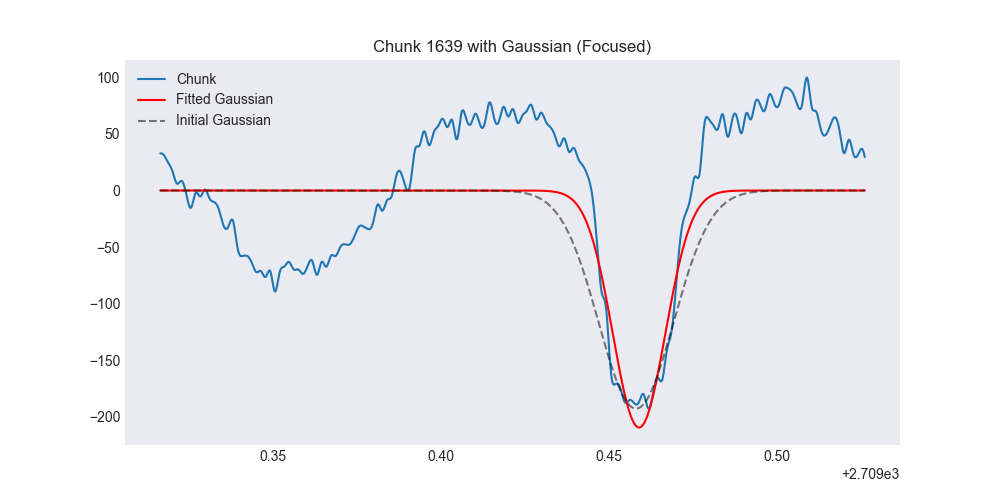 Chunk 1639 with Gaussian (Focused)
Chunk
Fitted Gaussian
Initial Gaussian
100
50
0
−50
−100
−150
−200
0.35 0.40 0.45 0.50
+2.709e3